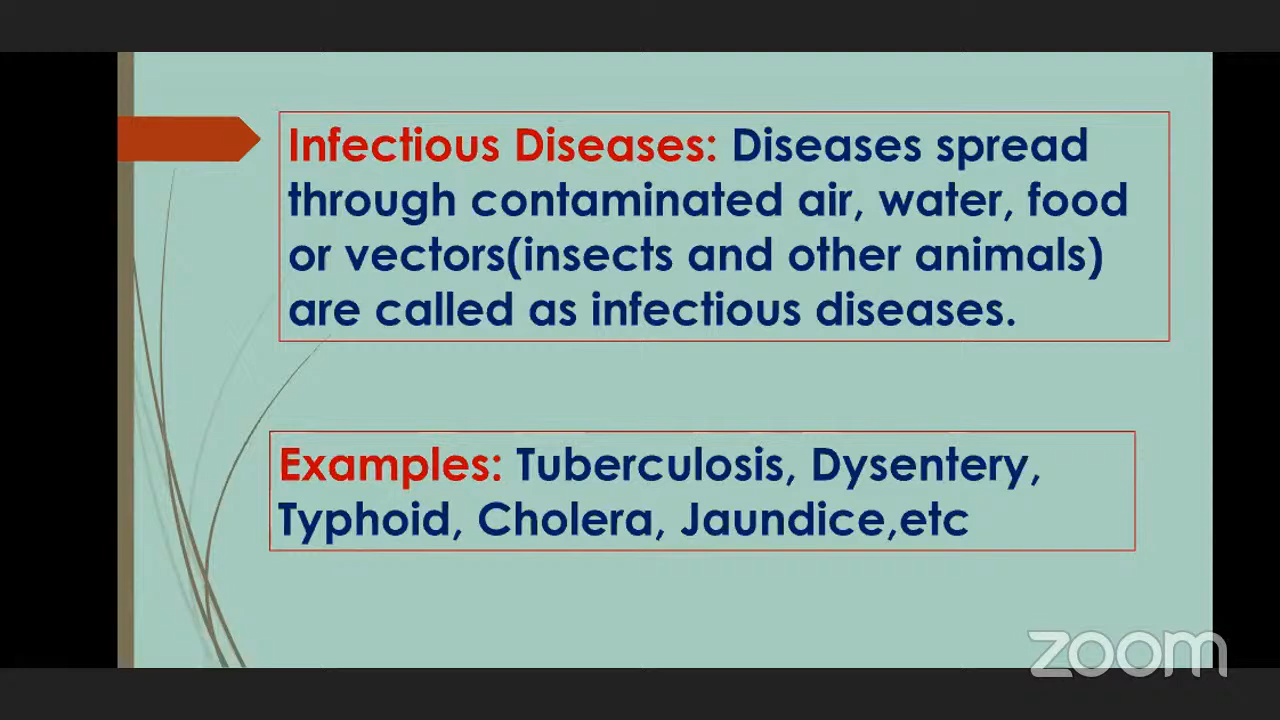 Infectious Diseases: Diseases spread
through contaminated air, water, food
or vectors(insects and other animals)
are called as infectious diseases.
Examples: Tuberculosis, Dysentery,
Typhoid, Cholera, Jaundice,etc
zoom